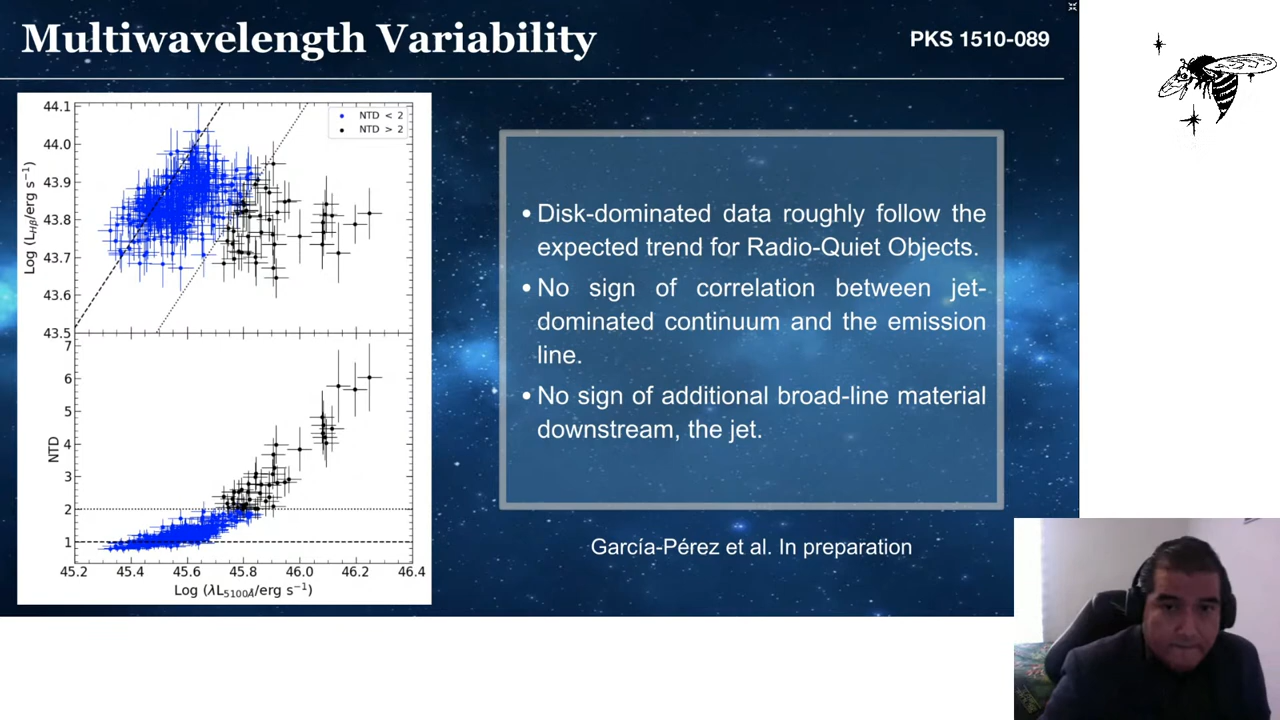 Multiwavelength Variability
PKS 1510-089
NTD < 2
NTD > 2
44.1
44.0
43.9
43.8
43.7
43.6
43.5
Log (L_Hβ/erg s⁻¹)
7
6
5
4
3
2
1
NTD
45.2 45.4 45.6 45.8 46.0 46.2 46.4
Log (λL_5100Å/erg s⁻¹)
• Disk-dominated data roughly follow the
expected trend for Radio-Quiet Objects.
• No sign of correlation between jet-
dominated continuum and the emission
line.
• No sign of additional broad-line material
downstream, the jet.
García-Pérez et al. In preparation